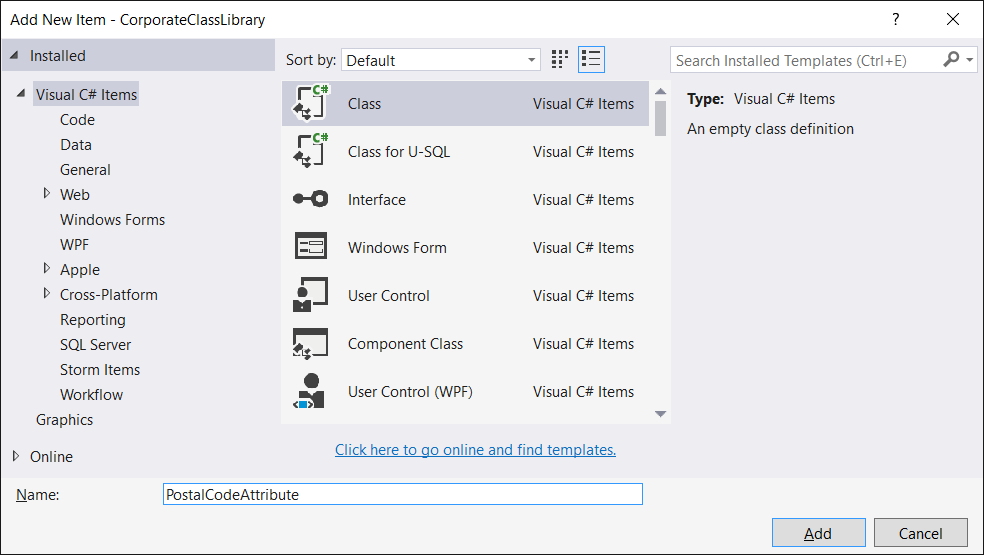 Add New Item - CorporateClassLibrary ?
Installed
Sort by: Default
Search Installed Templates (Ctrl+E)
Visual C# Items
Code
Data
General
Web
Windows Forms
WPF
Apple
Cross-Platform
Reporting
SQL Server
Storm Items
Workflow
Graphics
Online
C# Class Visual C# Items
C# Class for U-SQL Visual C# Items
Interface Visual C# Items
Windows Form Visual C# Items
User Control Visual C# Items
Component Class Visual C# Items
User Control (WPF) Visual C# Items
Type: Visual C# Items
An empty class definition
Click here to go online and find templates.
Name: PostalCodeAttribute
Add Cancel